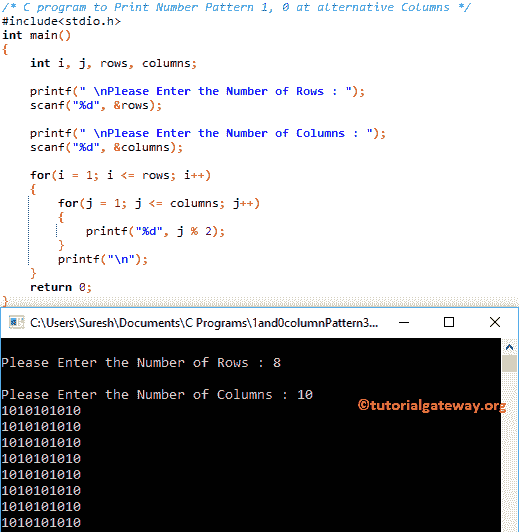 /* C program to Print Number Pattern 1, 0 at alternative Columns */
#include<stdio.h>
int main()
{
    int i, j, rows, columns;
    printf(" \nPlease Enter the Number of Rows : ");
    scanf("%d", &rows);
    printf(" \nPlease Enter the Number of Columns : ");
    scanf("%d", &columns);
    for(i = 1; i <= rows; i++)
    {
        for(j = 1; j <= columns; j++)
        {
            printf("%d", j % 2);
        }
        printf("\n");
    }
    return 0;
}
C:\Users\Suresh\Documents\C Programs\1and0columnPattern3...
Please Enter the Number of Rows : 8
Please Enter the Number of Columns : 10
©tutorialgateway.org
1010101010
1010101010
1010101010
1010101010
1010101010
1010101010
1010101010
1010101010